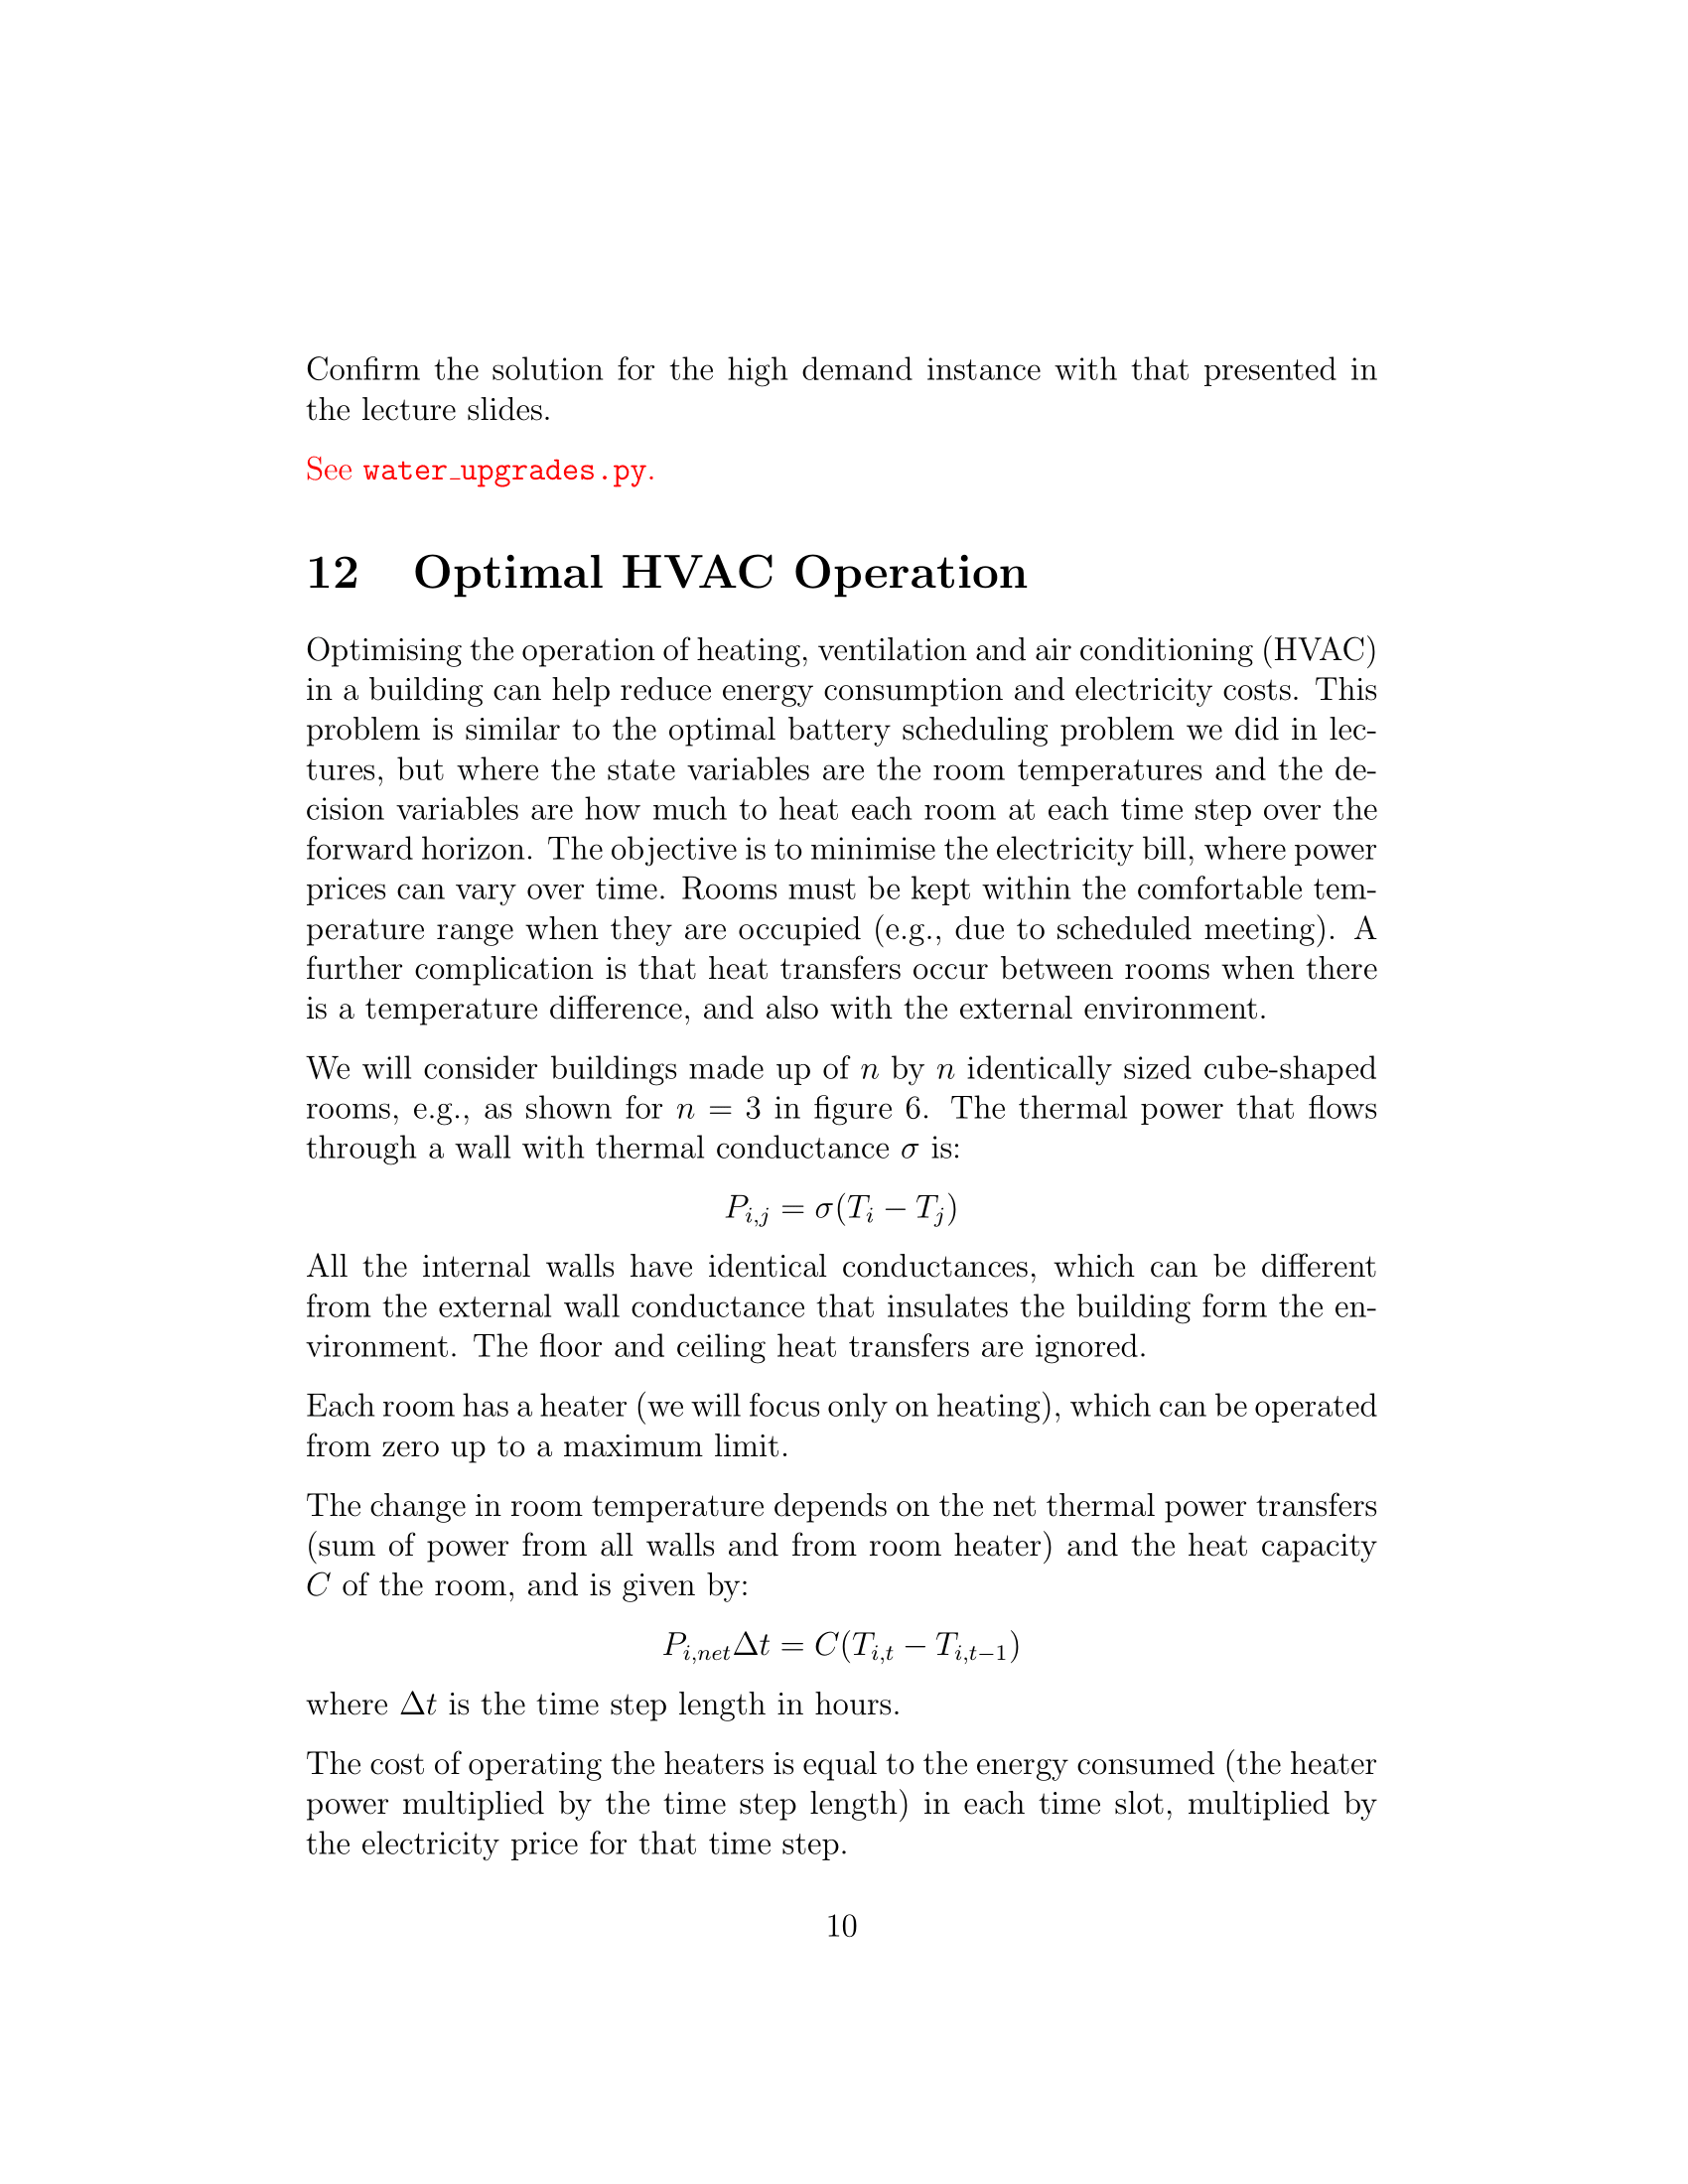 Confirm the solution for the high demand instance with that presented in
the lecture slides.
See water_upgrades.py.
12 Optimal HVAC Operation
Optimising the operation of heating, ventilation and air conditioning (HVAC)
in a building can help reduce energy consumption and electricity costs. This
problem is similar to the optimal battery scheduling problem we did in lec-
tures, but where the state variables are the room temperatures and the de-
cision variables are how much to heat each room at each time step over the
forward horizon. The objective is to minimise the electricity bill, where power
prices can vary over time. Rooms must be kept within the comfortable tem-
perature range when they are occupied (e.g., due to scheduled meeting). A
further complication is that heat transfers occur between rooms when there
is a temperature difference, and also with the external environment.
We will consider buildings made up of n by n identically sized cube-shaped
rooms, e.g., as shown for n = 3 in figure 6. The thermal power that flows
through a wall with thermal conductance σ is:
P_{i,j} = σ(T_i − T_j)
All the internal walls have identical conductances, which can be different
from the external wall conductance that insulates the building form the en-
vironment. The floor and ceiling heat transfers are ignored.
Each room has a heater (we will focus only on heating), which can be operated
from zero up to a maximum limit.
The change in room temperature depends on the net thermal power transfers
(sum of power from all walls and from room heater) and the heat capacity
C of the room, and is given by:
P_{i,net}Δt = C(T_{i,t} − T_{i,t−1})
where Δt is the time step length in hours.
The cost of operating the heaters is equal to the energy consumed (the heater
power multiplied by the time step length) in each time slot, multiplied by
the electricity price for that time step.
10